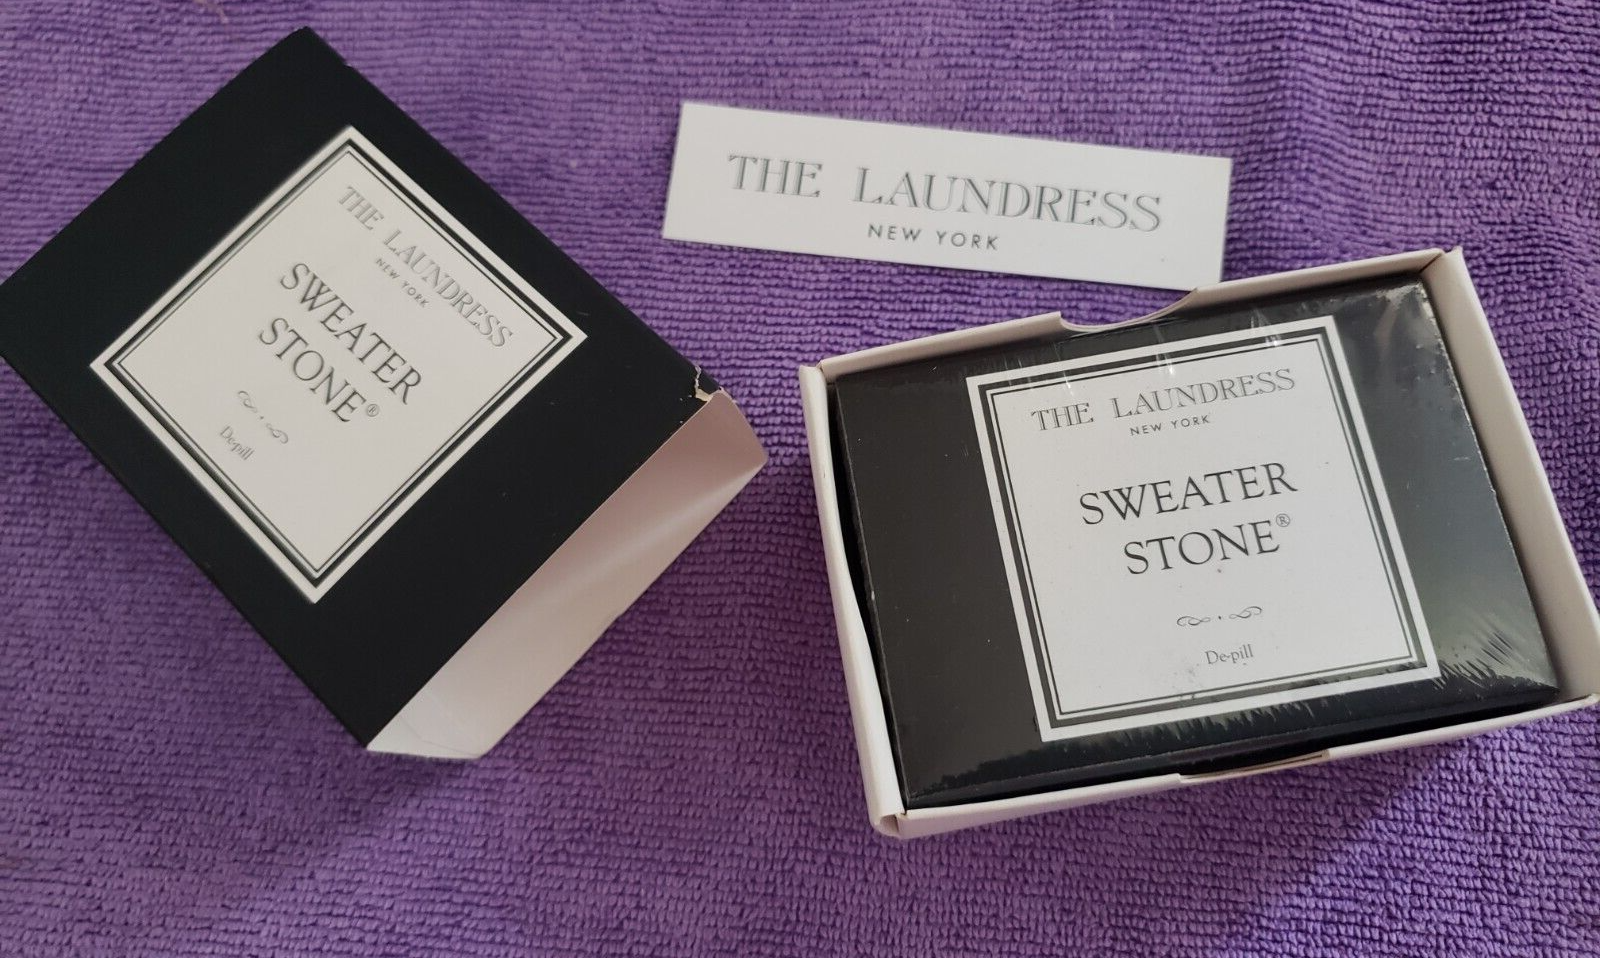 THE LAUNDRESS
NEW YORK
SWEATER
STONE®
De-pill
THE LAUNDRESS
NEW YORK
THE LAUNDRESS
NEW YORK
SWEATER
STONE®
De-pill